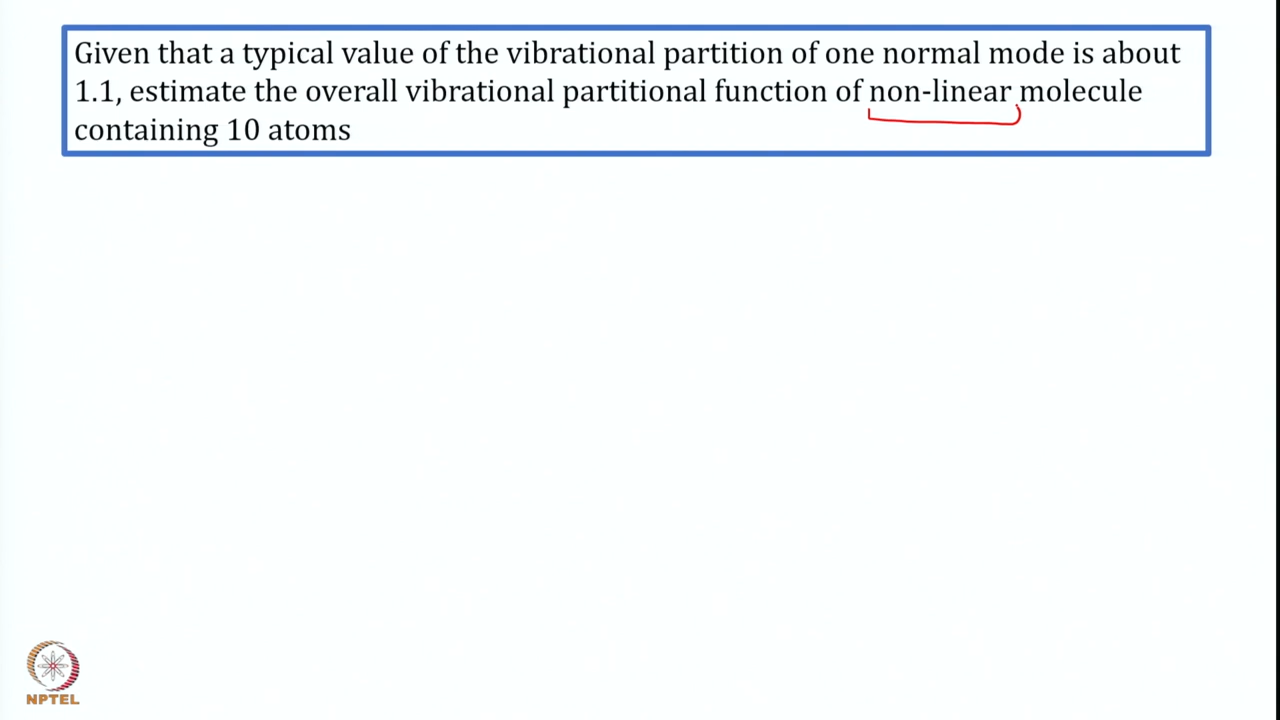 Given that a typical value of the vibrational partition of one normal mode is about
1.1, estimate the overall vibrational partitional function of non-linear molecule
containing 10 atoms
NPTEL